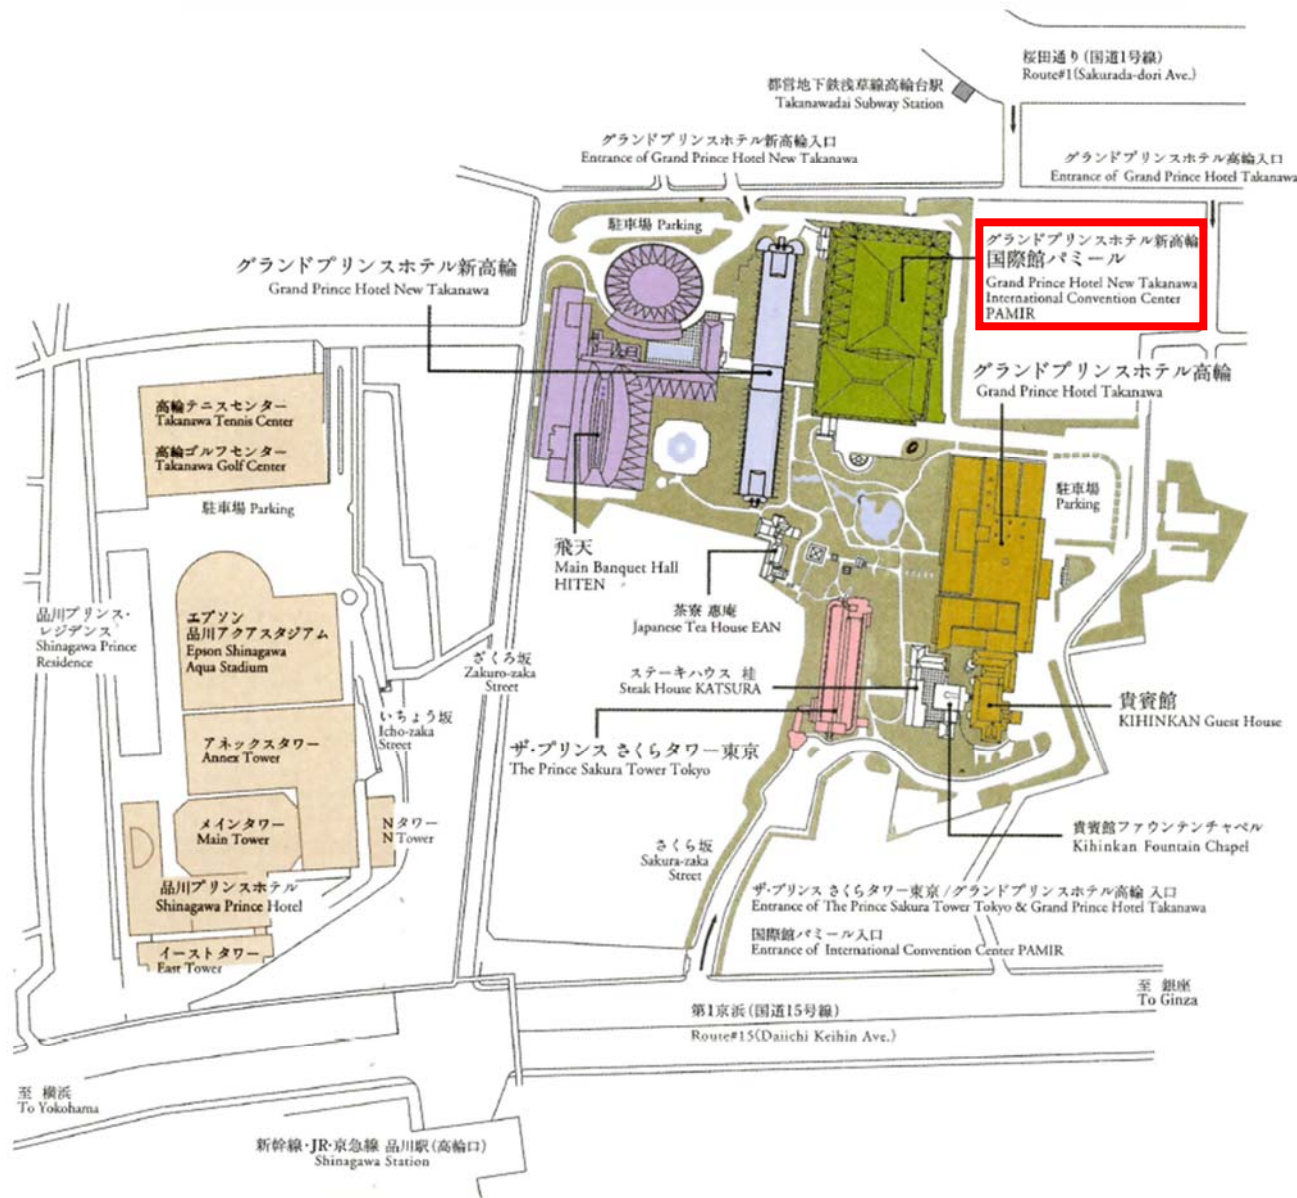 桜田通り(国道1号線)
Route#1(Sakurada-dori Ave.)
都営地下鉄浅草線高輪台駅
Takanawadai Subway Station
グランドプリンスホテル新高輪入口
Entrance of Grand Prince Hotel New Takanawa
グランドプリンスホテル高輪入口
Entrance of Grand Prince Hotel Takanawa
駐車場 Parking
グランドプリンスホテル新高輪
国際館パミール
Grand Prince Hotel New Takanawa
International Convention Center
PAMIR
グランドプリンスホテル新高輪
Grand Prince Hotel New Takanawa
グランドプリンスホテル高輪
Grand Prince Hotel Takanawa
高輪テニスセンター
Takanawa Tennis Center
高輪ゴルフセンター
Takanawa Golf Center
駐車場 Parking
駐車場
Parking
飛天
Main Banquet Hall
HITEN
茶寮 惠庵
Japanese Tea House EAN
品川プリンス・
レジデンス
Shinagawa Prince
Residence
エプソン
品川アクアスタジアム
Epson Shinagawa
Aqua Stadium
ざくろ坂
Zakuro-zaka
Street
ステーキハウス 桂
Steak House KATSURA
いちょう坂
Icho-zaka
Street
貴賓館
KIHINKAN Guest House
アネックスタワー
Annex Tower
ザ・プリンス さくらタワー東京
The Prince Sakura Tower Tokyo
メインタワー
Main Tower
Nタワー
N Tower
さくら坂
Sakura-zaka
Street
貴賓館ファウンテンチャペル
Kihinkan Fountain Chapel
品川プリンスホテル
Shinagawa Prince Hotel
ザ・プリンス さくらタワー東京/グランドプリンスホテル高輪 入口
Entrance of The Prince Sakura Tower Tokyo & Grand Prince Hotel Takanawa
国際館パミール入口
Entrance of International Convention Center PAMIR
イーストタワー
East Tower
至 銀座
To Ginza
第1京浜(国道15号線)
Route#15(Daiichi Keihin Ave.)
至 横浜
To Yokohama
新幹線・JR・京急線 品川駅(高輪口)
Shinagawa Station